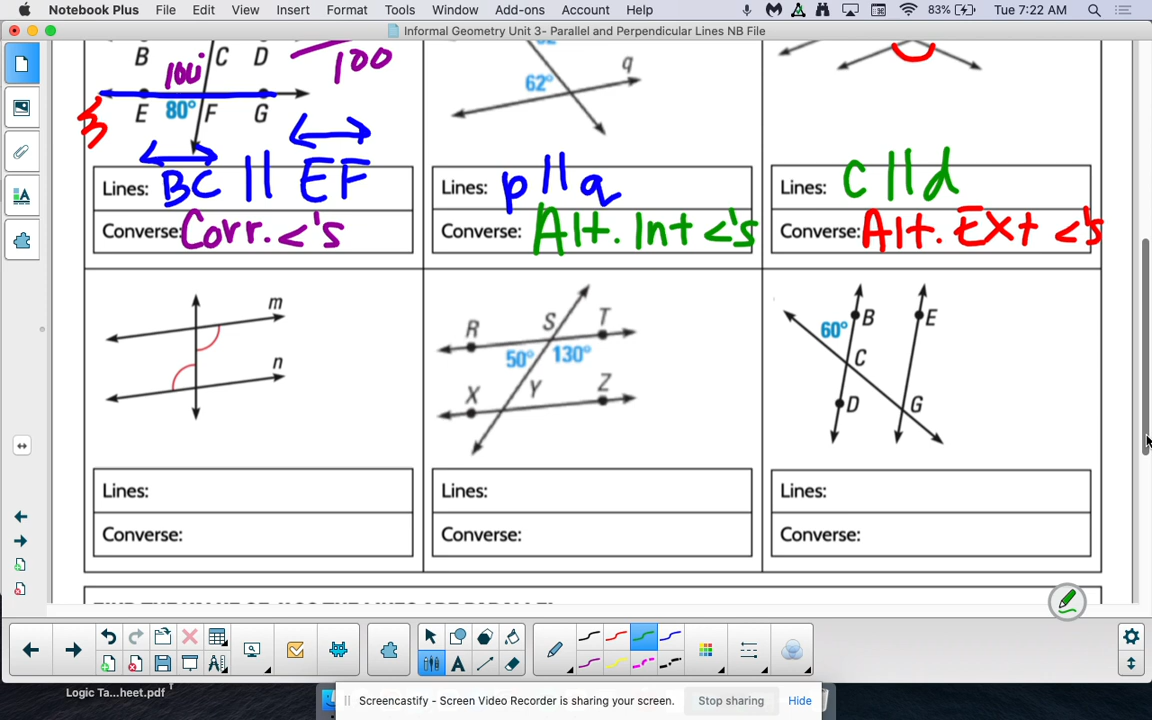 Notebook Plus File Edit View Insert Format Tools Window Add-ons Account Help 83% Tue 7:22 AM
Informal Geometry Unit 3- Parallel and Perpendicular Lines NB File
B C D 100
100
62° q
E 80° F G
Lines: BC || EF
Converse: Corr. <'s
Lines: p || q
Converse: Alt. Int <'s
Lines: c || d
Converse: Alt. EXt <'s
m
n
Lines:
Converse:
R S T
50° 130°
X Y Z
Lines:
Converse:
60° B E
C
D G
Lines:
Converse:
A
Logic Ta...heet.pdf
Screencastify - Screen Video Recorder is sharing your screen. Stop sharing Hide